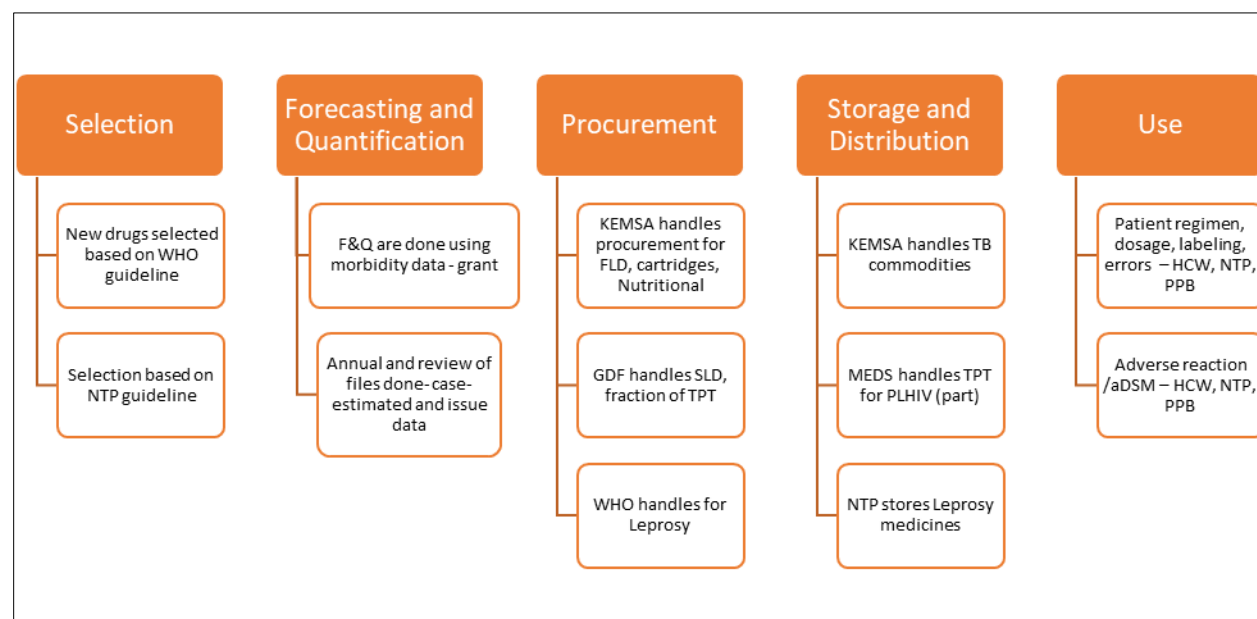 Selection
New drugs selected
based on WHO
guideline
Selection based on
NTP guideline
Forecasting and
Quantification
F&Q are done using
morbidity data - grant
Annual and review of
files done- case-
estimated and issue
data
Procurement
KEMSA handles
procurement for
FLD, cartridges,
Nutritional
GDF handles SLD,
fraction of TPT
WHO handles for
Leprosy
Storage and
Distribution
KEMSA handles TB
commodities
MEDS handles TPT
for PLHIV (part)
NTP stores Leprosy
medicines
Use
Patient regimen,
dosage, labeling,
errors – HCW, NTP,
PPB
Adverse reaction
/aDSM – HCW, NTP,
PPB